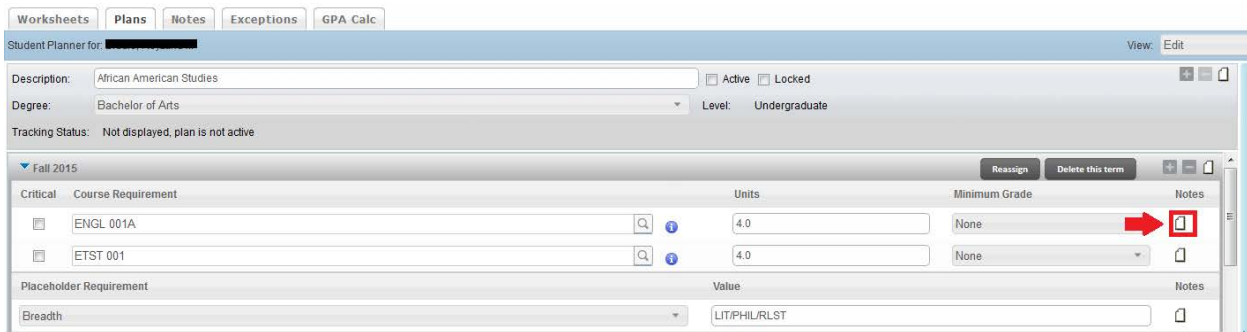 Worksheets Plans Notes Exceptions GPA Calc
Student Planner for: View: Edit
Description: African American Studies Active Locked
Degree: Bachelor of Arts Level: Undergraduate
Tracking Status: Not displayed, plan is not active
Fall 2015 Reassign Delete this term
Critical Course Requirement Units Minimum Grade Notes
ENGL 001A 4.0 None
ETST 001 4.0 None
Placeholder Requirement Value Notes
Breadth LIT/PHIL/RLST